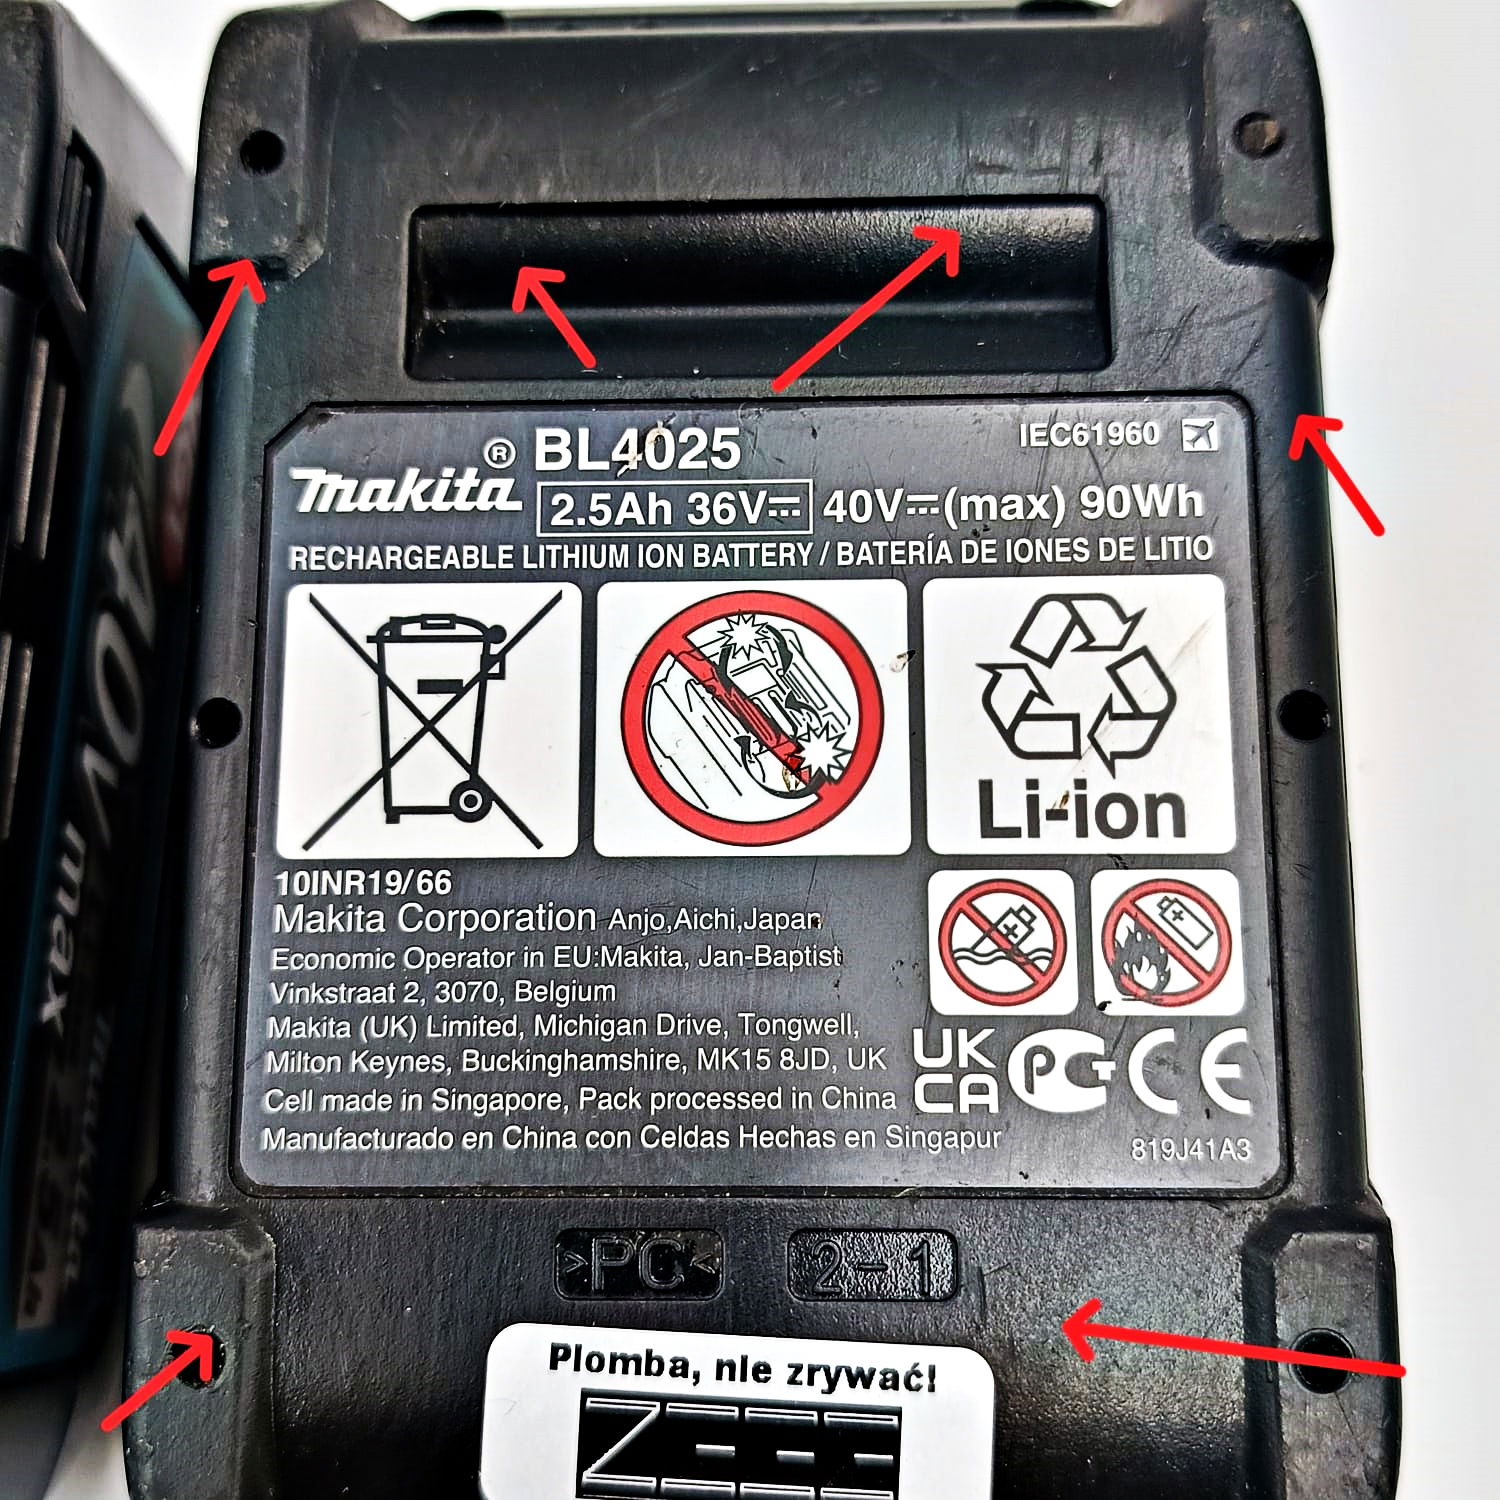 ® BL4025
IEC61960
makita
2.5Ah 36V⎓ 40V⎓(max) 90Wh
RECHARGEABLE LITHIUM ION BATTERY / BATERÍA DE IONES DE LITIO
Li-ion
10INR19/66
Makita Corporation Anjo,Aichi,Japan
Economic Operator in EU:Makita, Jan-Baptist
Vinkstraat 2, 3070, Belgium
Makita (UK) Limited, Michigan Drive, Tongwell,
Milton Keynes, Buckinghamshire, MK15 8JD, UK
Cell made in Singapore, Pack processed in China
Manufacturado en China con Celdas Hechas en Singapur
UK
CA
PCT
CE
819J41A3
>PC<
2-1
Plomba, nie zrywać!
40V max